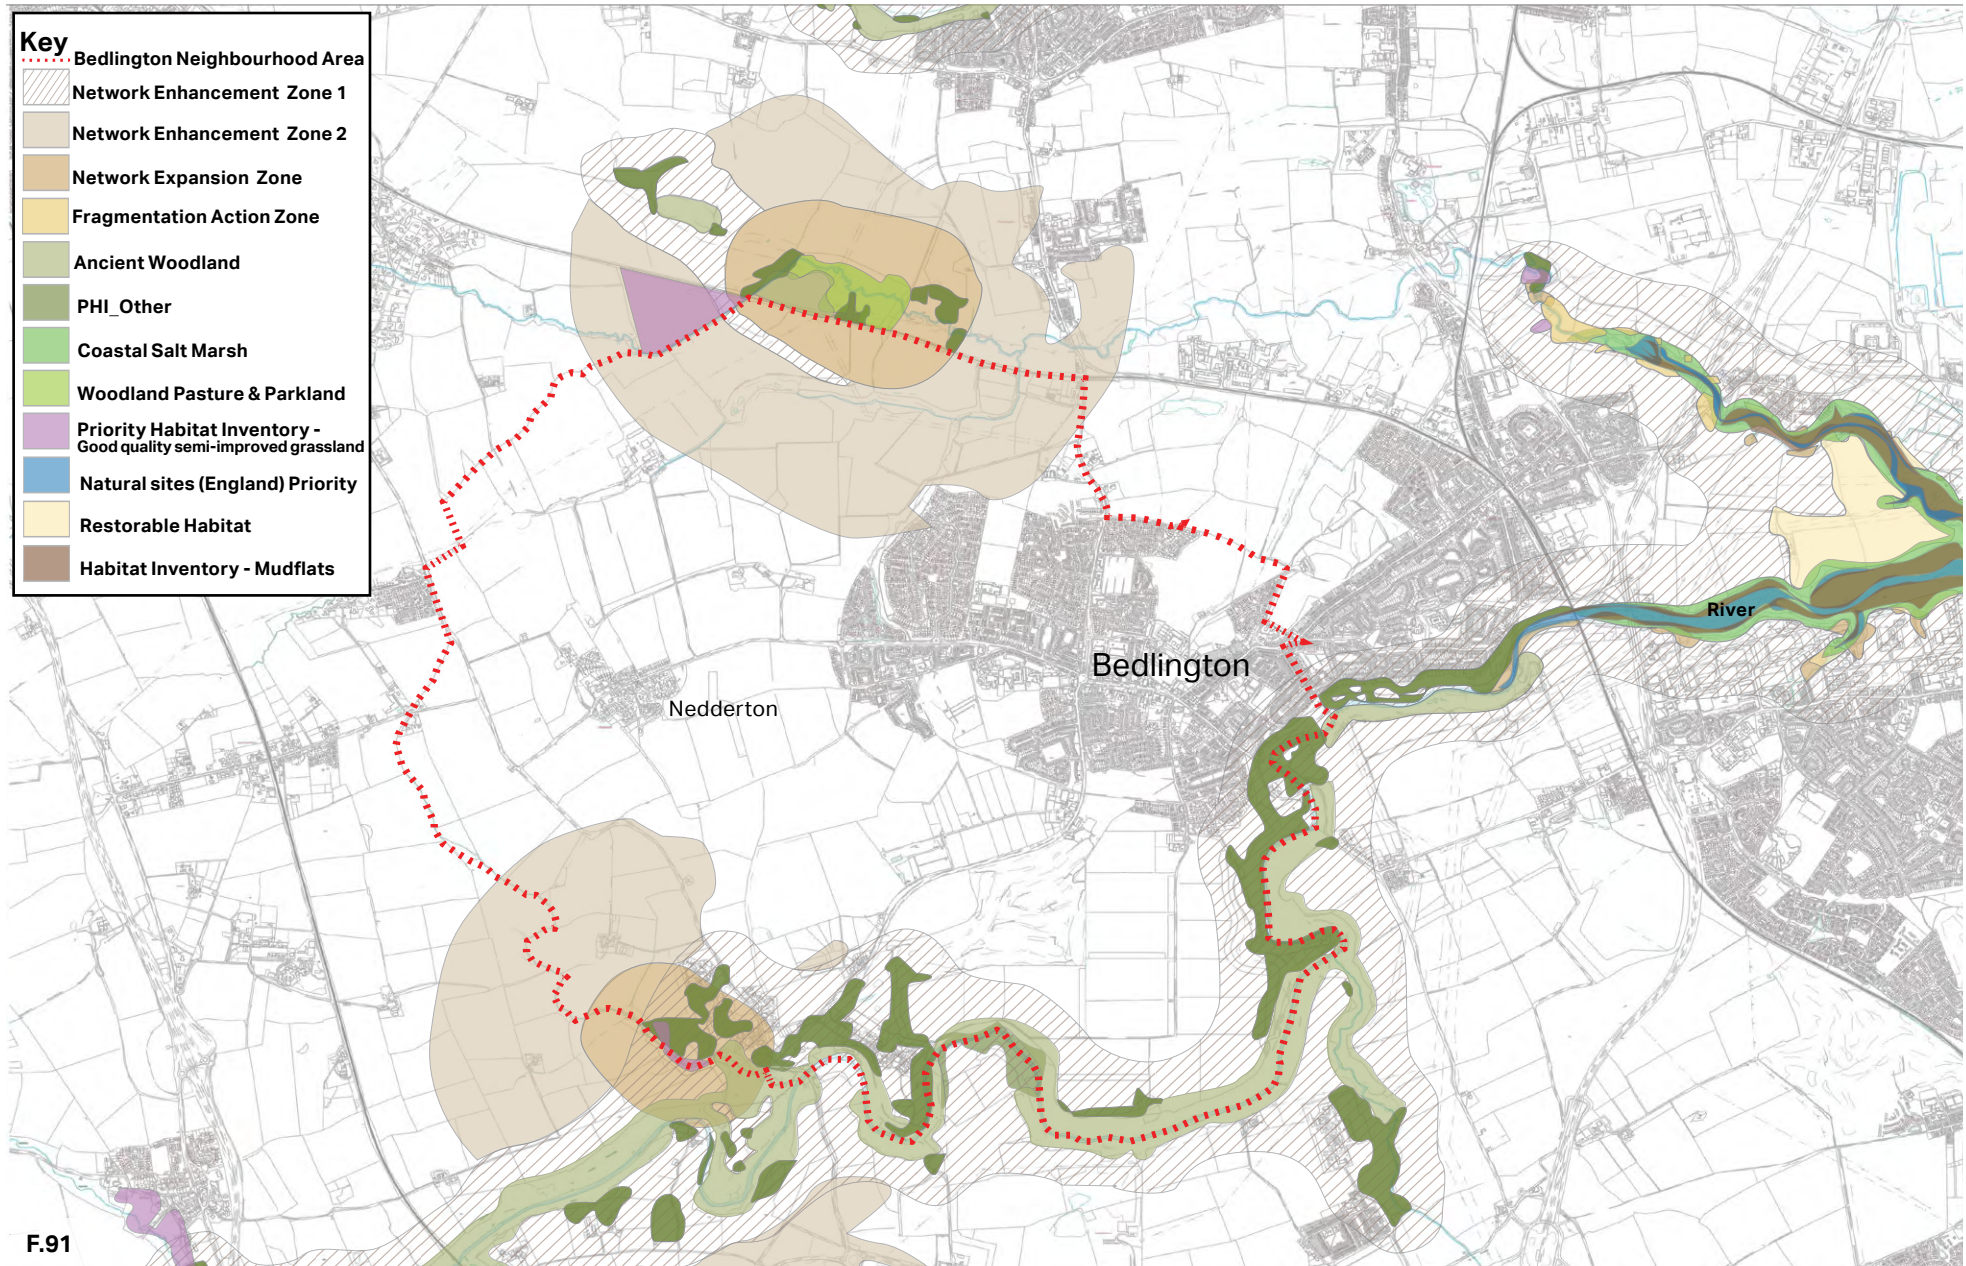 Key
Bedlington Neighbourhood Area
Network Enhancement Zone 1
Network Enhancement Zone 2
Network Expansion Zone
Fragmentation Action Zone
Ancient Woodland
PHI_Other
Coastal Salt Marsh
Woodland Pasture & Parkland
Priority Habitat Inventory -
Good quality semi-improved grassland
Natural sites (England) Priority
Restorable Habitat
Habitat Inventory - Mudflats
River
Bedlington
Nedderton
F.91